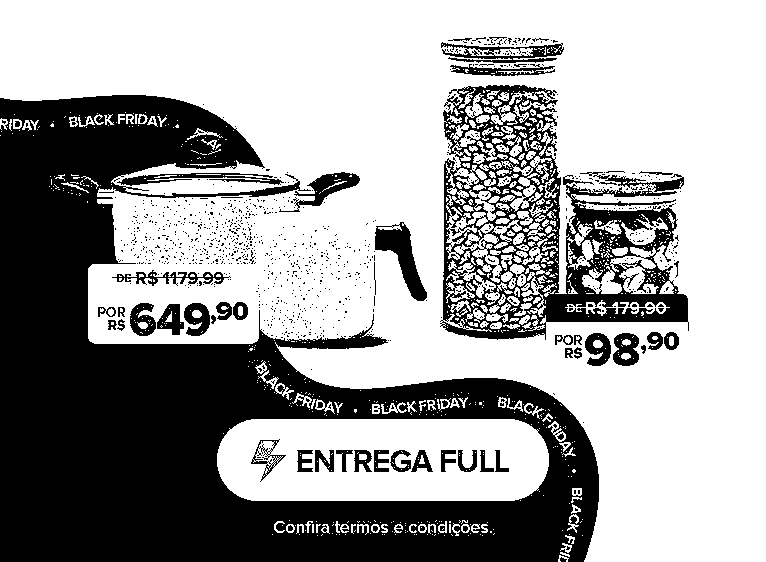 RIDAY • BLACK FRIDAY •
DE R$ 1179,99
POR R$ 649,90
DE R$ 179,90
POR R$ 98,90
BLACK FRIDAY • BLACK FRIDAY • BLACK FRIDAY • BLACK FRID
ENTREGA FULL
Confira termos e condições.